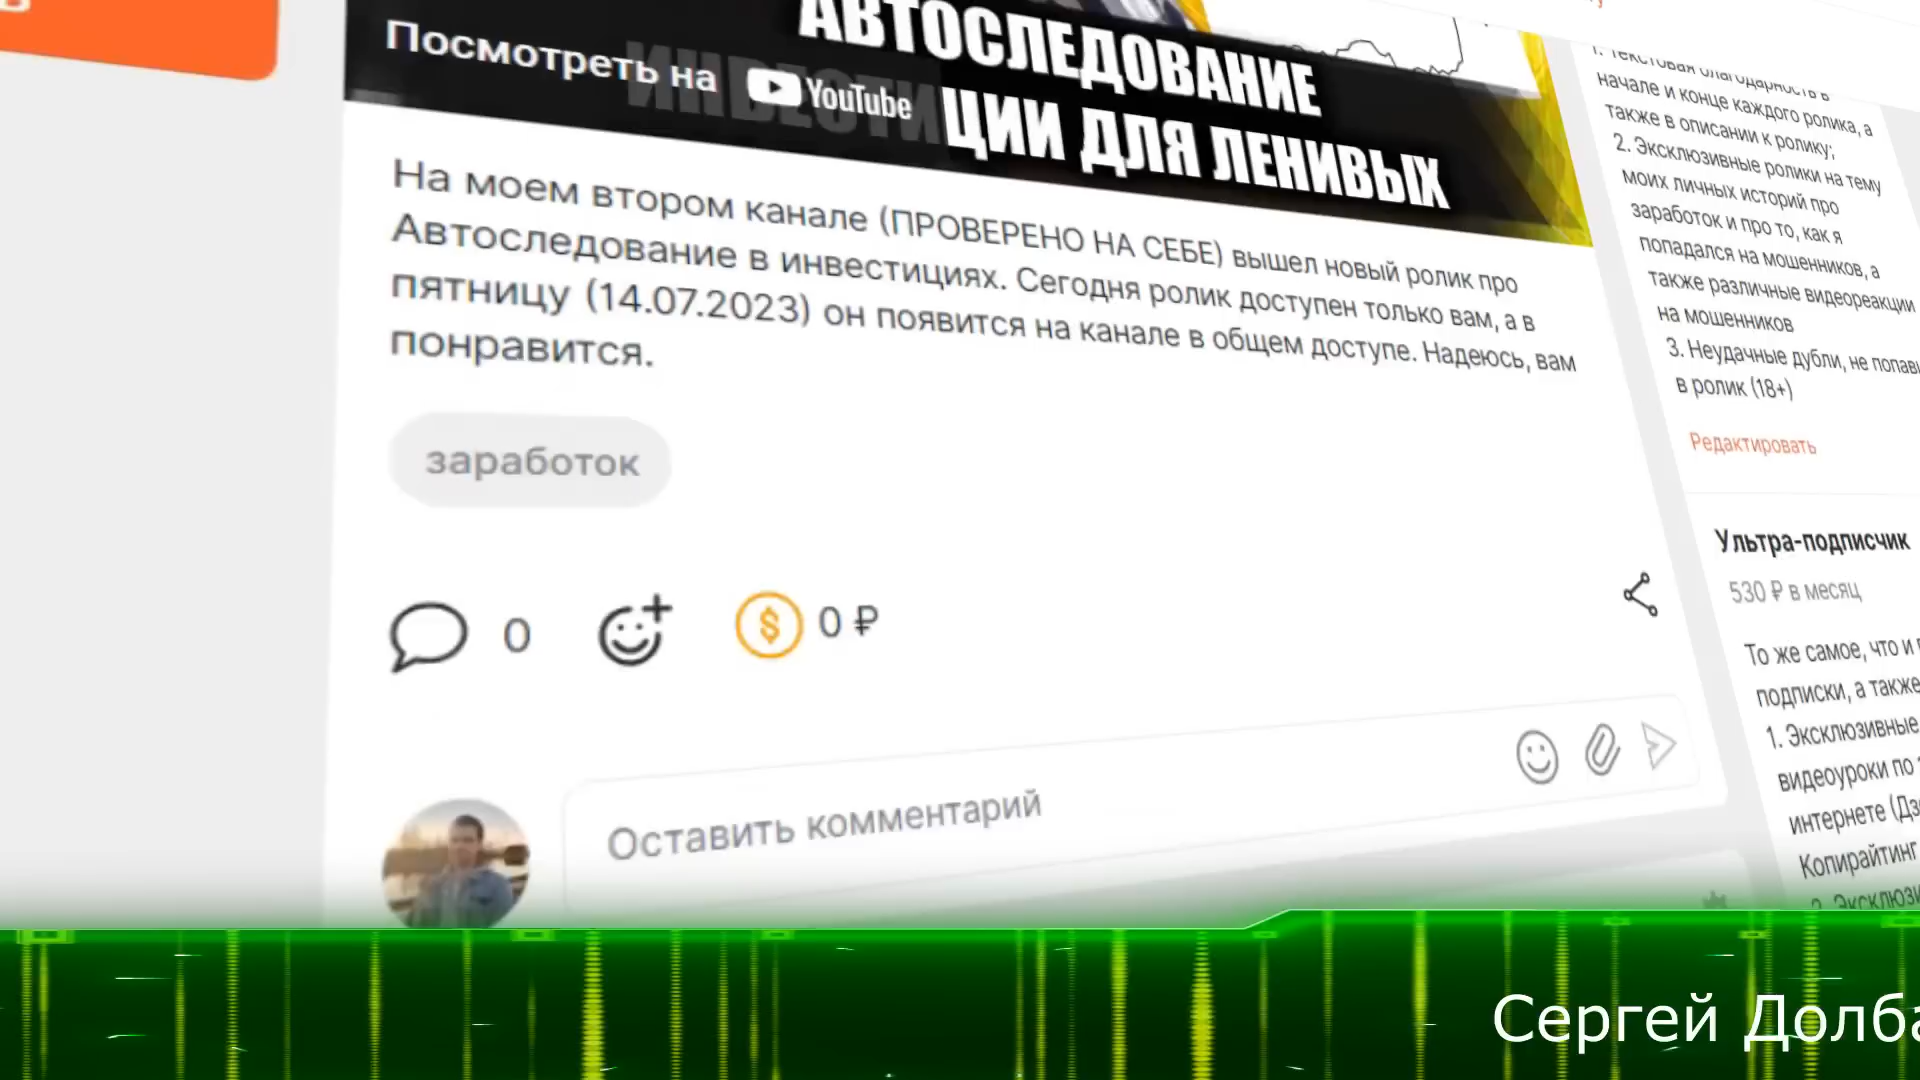 АВТОСЛЕДОВАНИЕ
ИНВЕСТИЦИИ ДЛЯ ЛЕНИВЫХ
Посмотреть на YouTube
На моем втором канале (ПРОВЕРЕНО НА СЕБЕ) вышел новый ролик про
Автоследование в инвестициях. Сегодня ролик доступен только вам, а в
пятницу (14.07.2023) он появится на канале в общем доступе. Надеюсь, вам
понравится.
заработок
0
0 ₽
Оставить комментарий
1. Текстовая благодарность в
начале и конце каждого ролика, а
также в описании к ролику;
2. Эксклюзивные ролики на тему
моих личных историй про
заработок и про то, как я
попадался на мошенников, а
также различные видеореакции
на мошенников
3. Неудачные дубли, не
в ролик (18+)
Редактировать
Ультра-подписчик
530 ₽ в месяц
То же самое, что и
подписки, а также
1. Эксклюзивные
видеоуроки по
интернете
Копирайтинг
Сергей